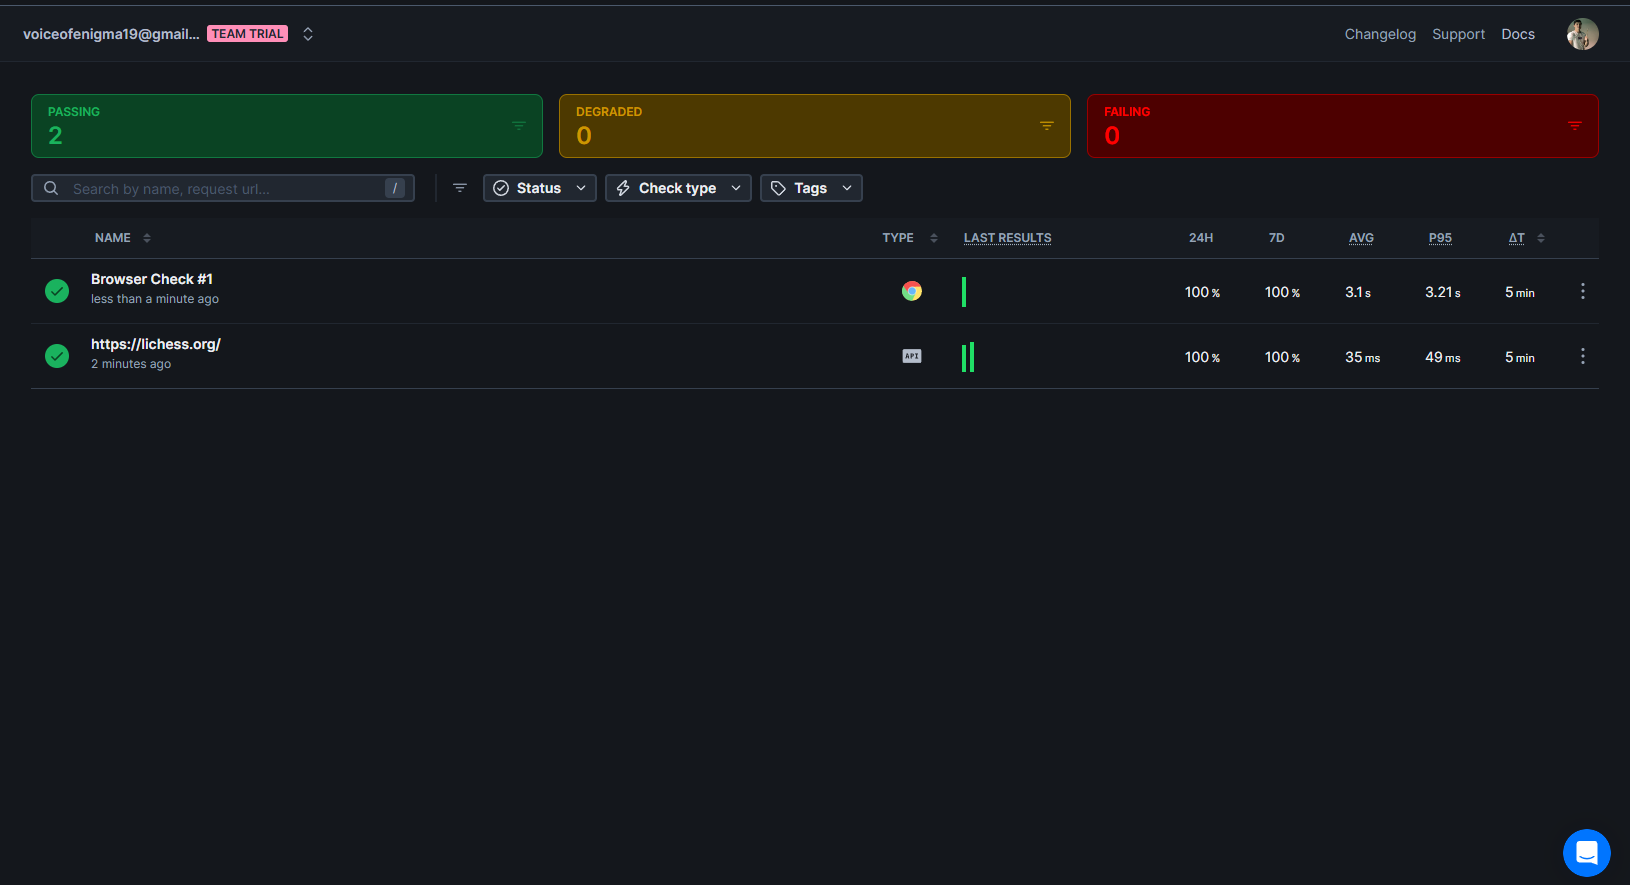 voiceofenigma19@gmail... TEAM TRIAL
Changelog Support Docs
PASSING
2
DEGRADED
0
FAILING
0
Search by name, request url... /
Status Check type Tags
NAME TYPE LAST RESULTS 24H 7D AVG P95 ΔT
Browser Check #1
less than a minute ago
100 % 100 % 3.1 s 3.21 s 5 min
https://lichess.org/
2 minutes ago
API
100 % 100 % 35 ms 49 ms 5 min